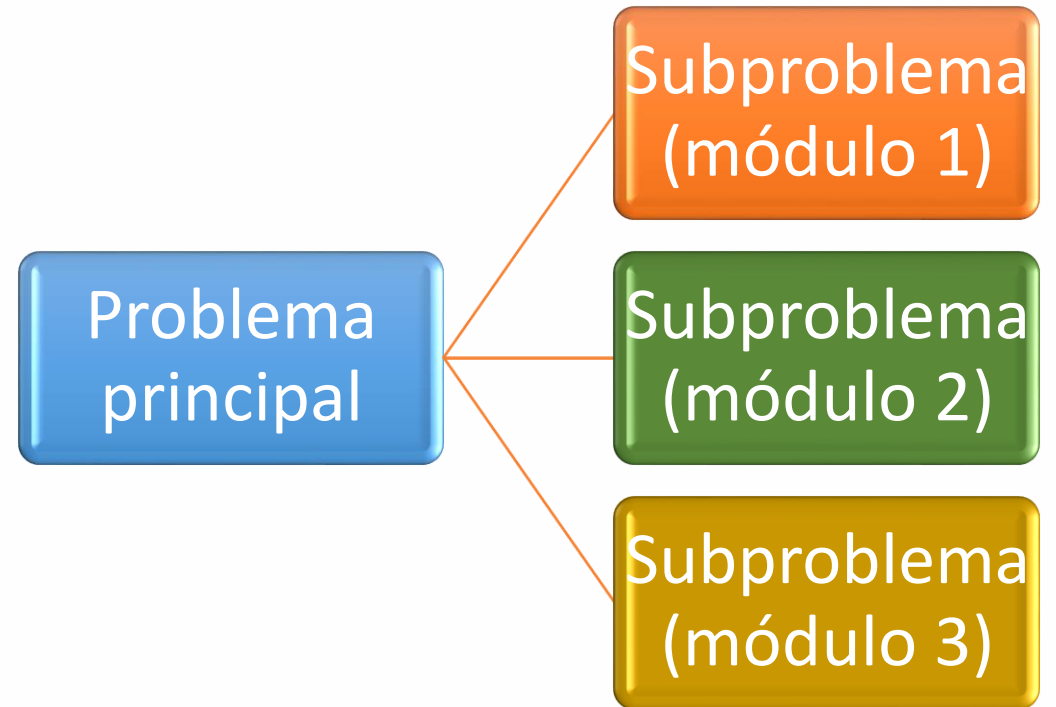 Problema
principal
Subproblema
(módulo 1)
Subproblema
(módulo 2)
Subproblema
(módulo 3)